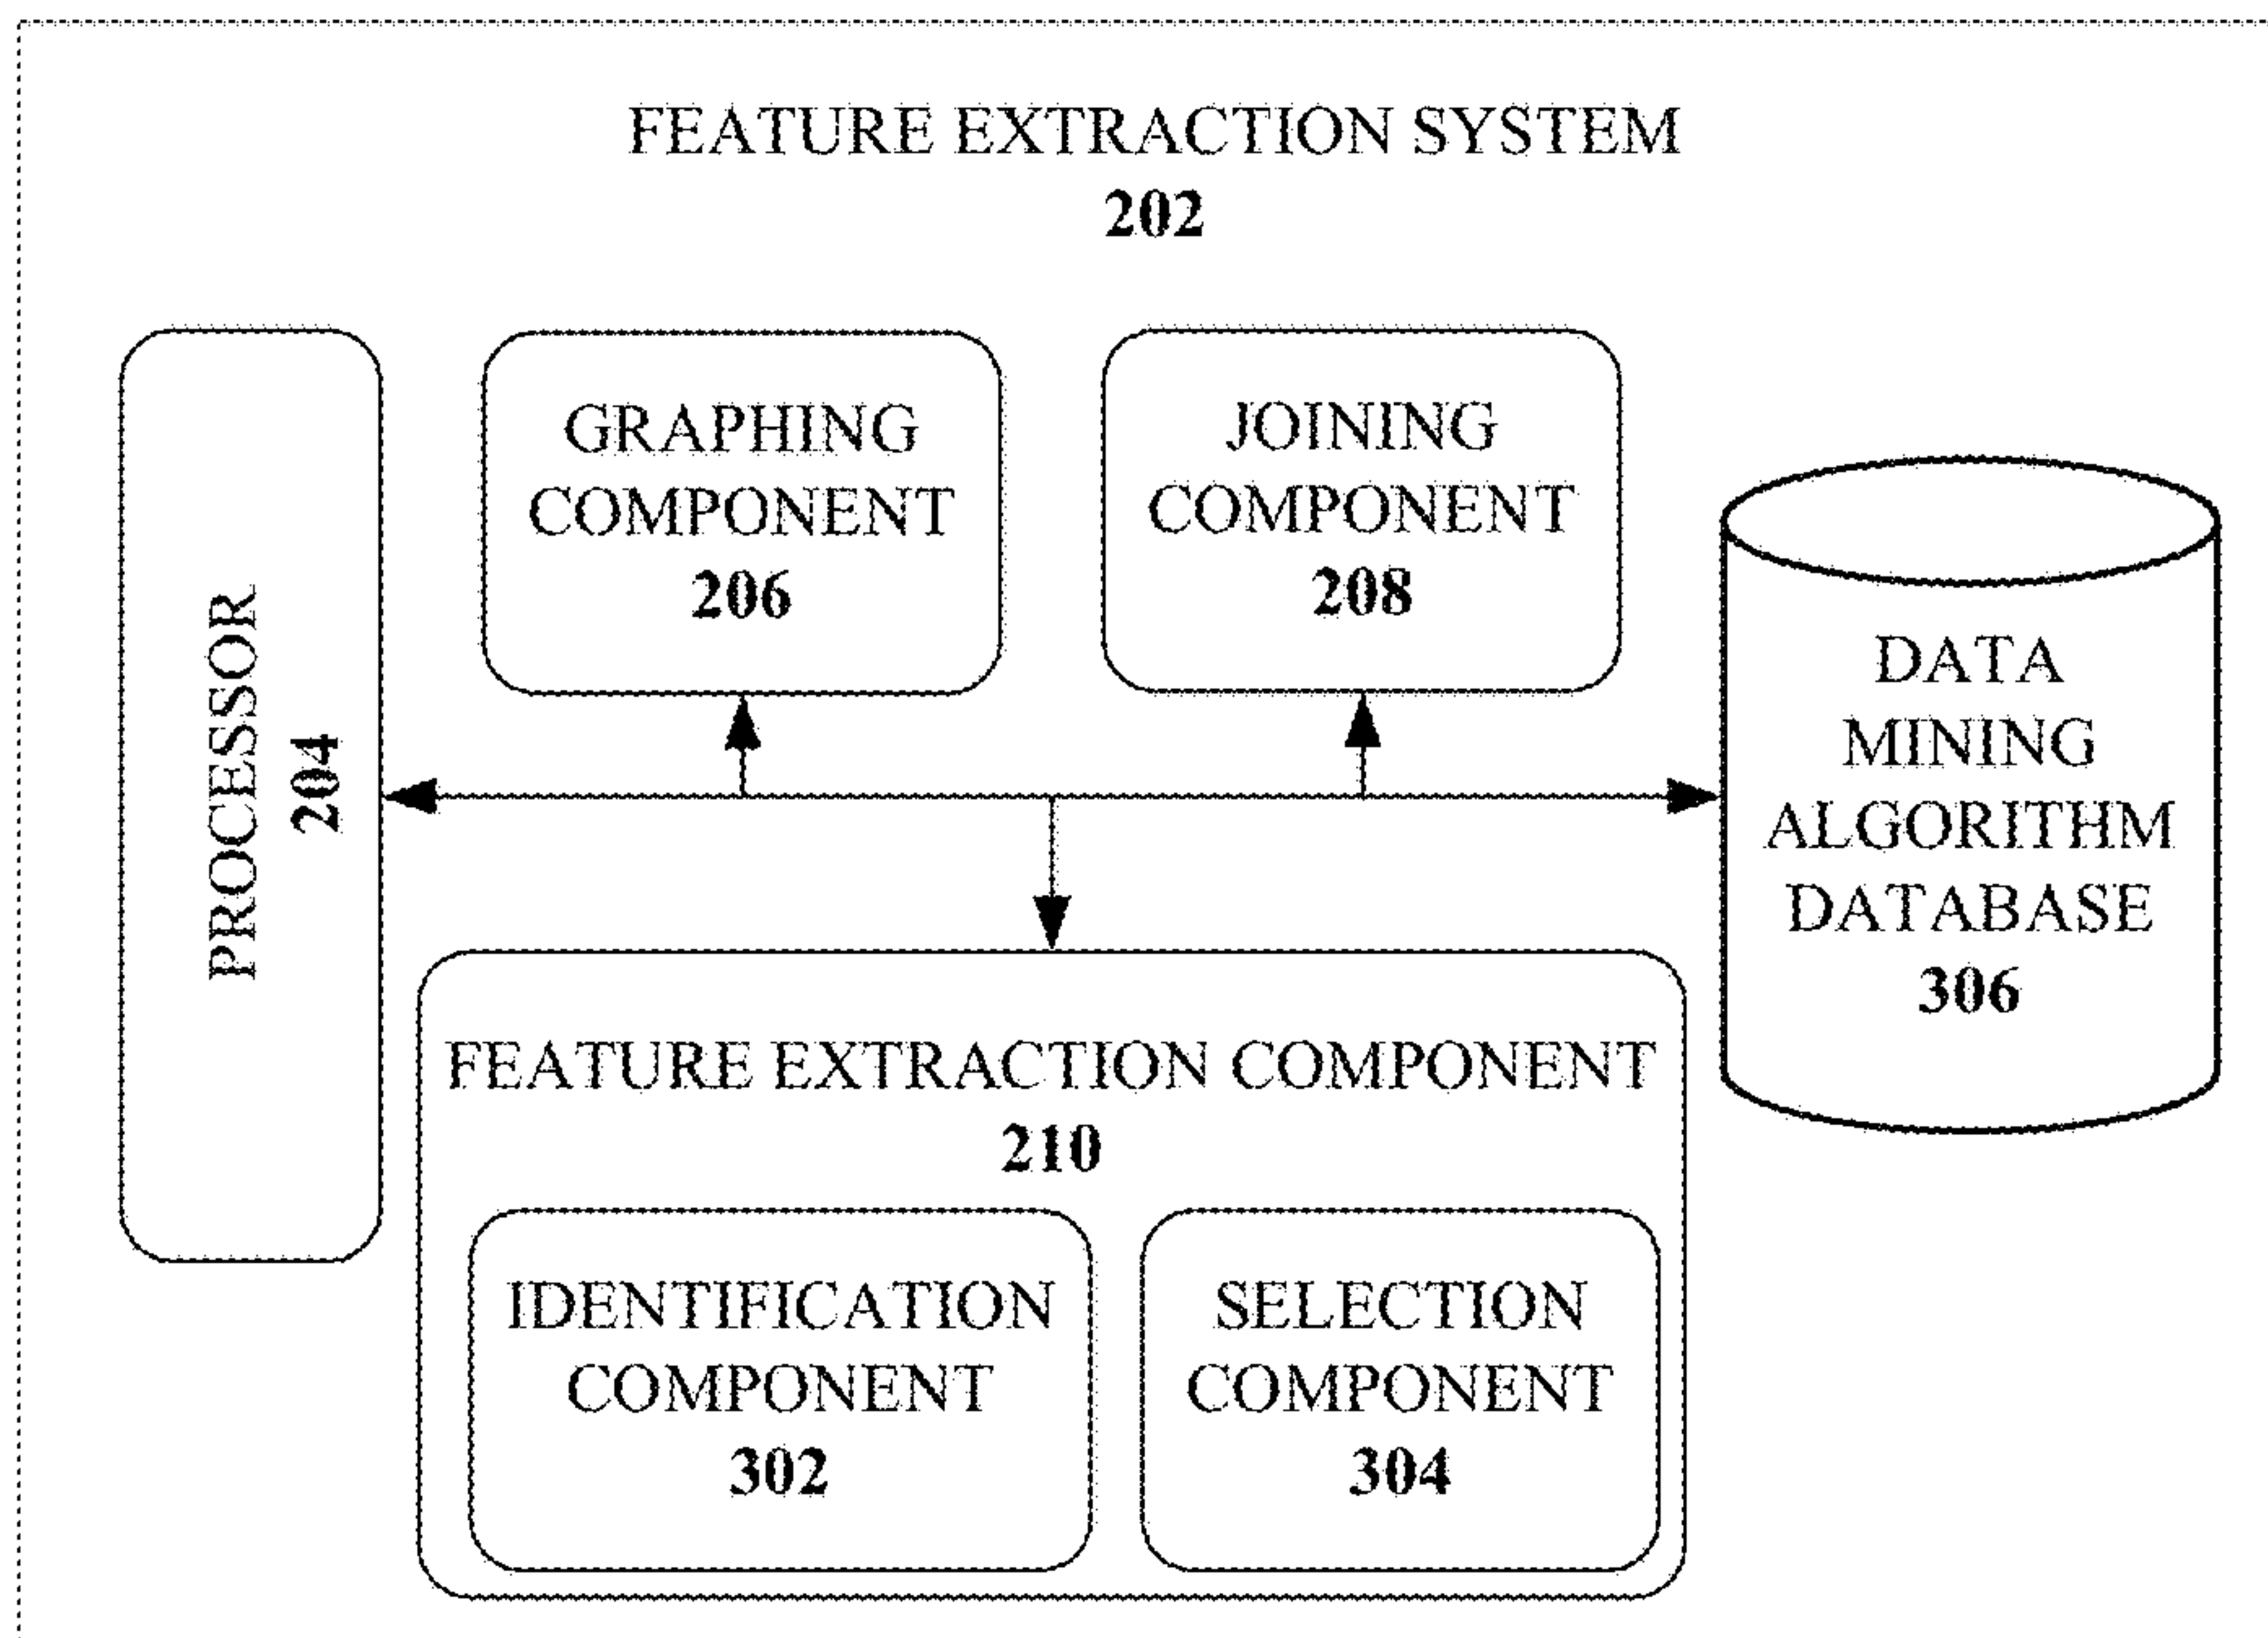 FEATURE EXTRACTION SYSTEM
202
PROCESSOR
204
GRAPHING
COMPONENT
206
JOINING
COMPONENT
208
DATA
MINING
ALGORITHM
DATABASE
306
FEATURE EXTRACTION COMPONENT
210
IDENTIFICATION
COMPONENT
302
SELECTION
COMPONENT
304